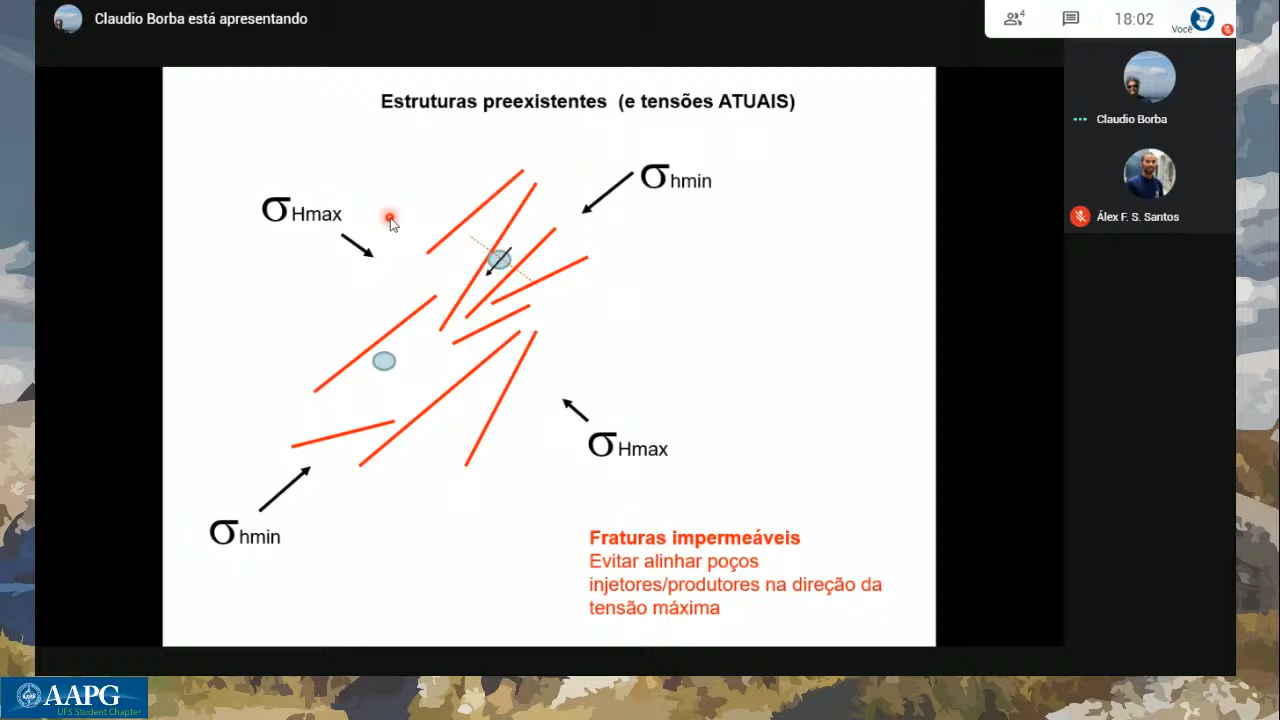 Claudio Borba está apresentando
4
18:02
Você
Claudio Borba
Álex F. S. Santos
Estruturas preexistentes (e tensões ATUAIS)
σhmin
σHmax
σHmax
σhmin
Fraturas impermeáveis
Evitar alinhar poços
injetores/produtores na direção da
tensão máxima
AAPG
UFS Student Chapter